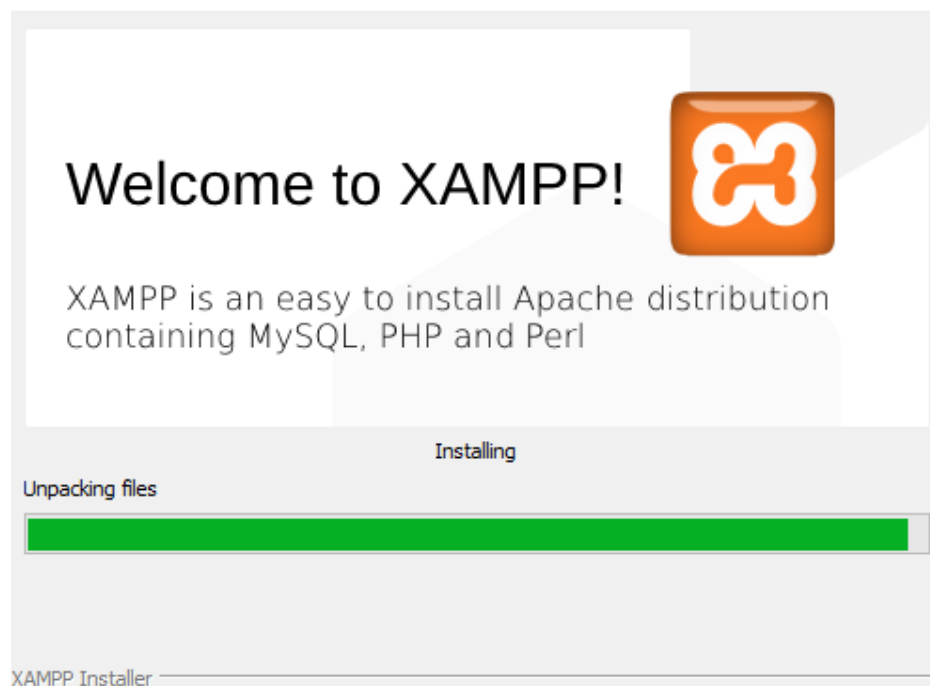 Welcome to XAMPP!
XAMPP is an easy to install Apache distribution
containing MySQL, PHP and Perl
Installing
Unpacking files
XAMPP Installer